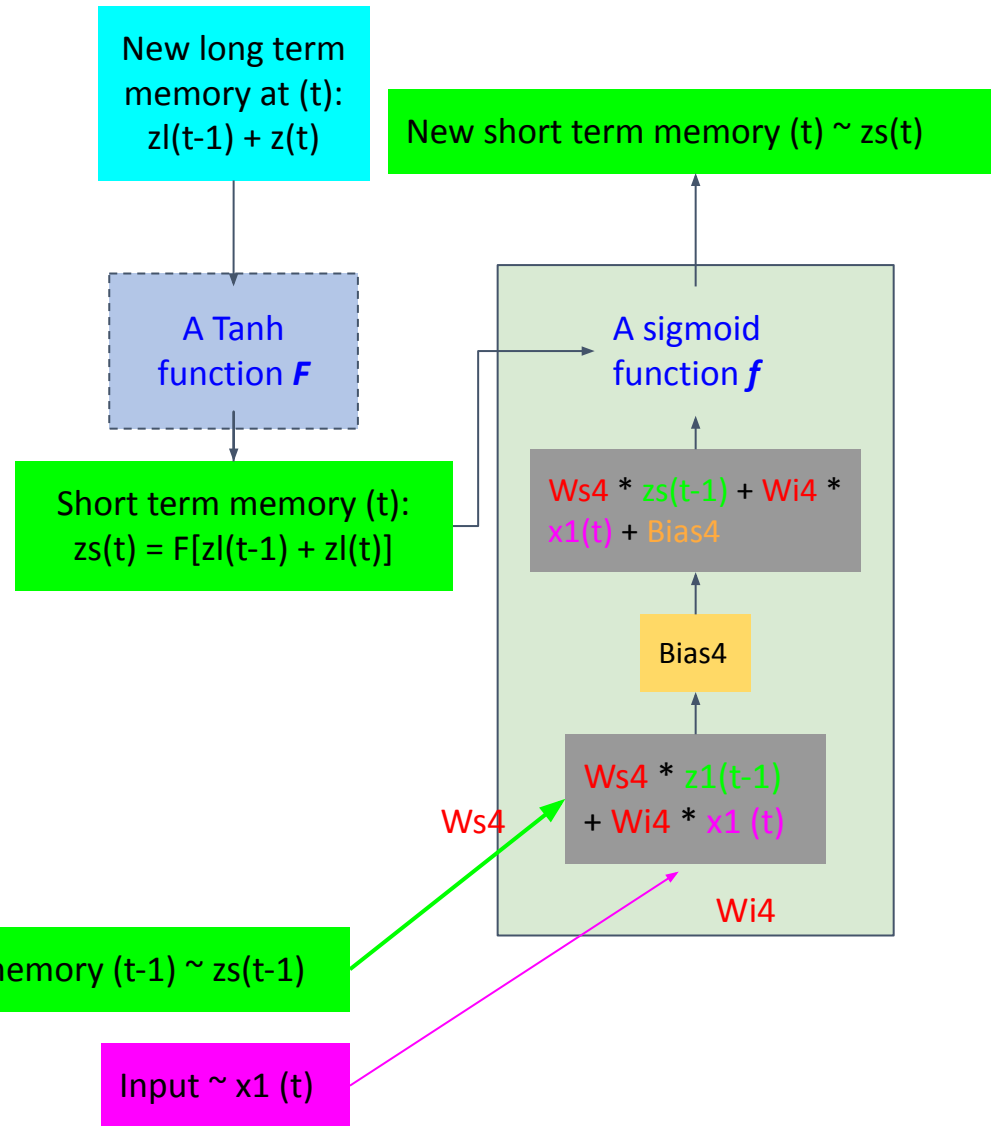 New long term
memory at (t):
zl(t-1) + z(t)
New short term memory (t) ~ zs(t)
A Tanh
function F
A sigmoid
function f
Short term memory (t):
zs(t) = F[zl(t-1) + zl(t)]
Ws4 * zs(t-1) + Wi4 *
x1(t) + Bias4
Bias4
Ws4 * z1(t-1)
+ Wi4 * x1 (t)
Ws4
Wi4
(t-1) ~ zs(t-1)
Input ~ x1 (t)